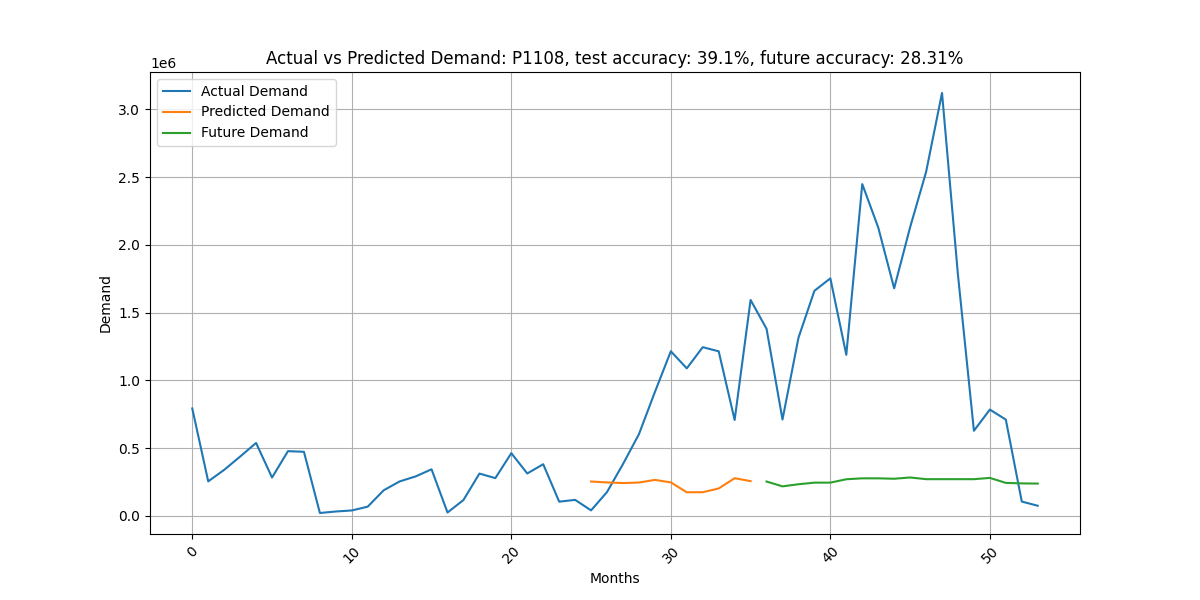 Actual vs Predicted Demand: P1108, test accuracy: 39.1%, future accuracy: 28.31%
1e6
Actual Demand
Predicted Demand
Future Demand
3.0
2.5
2.0
1.5
1.0
0.5
0.0
Demand
0 10 20 30 40 50
Months